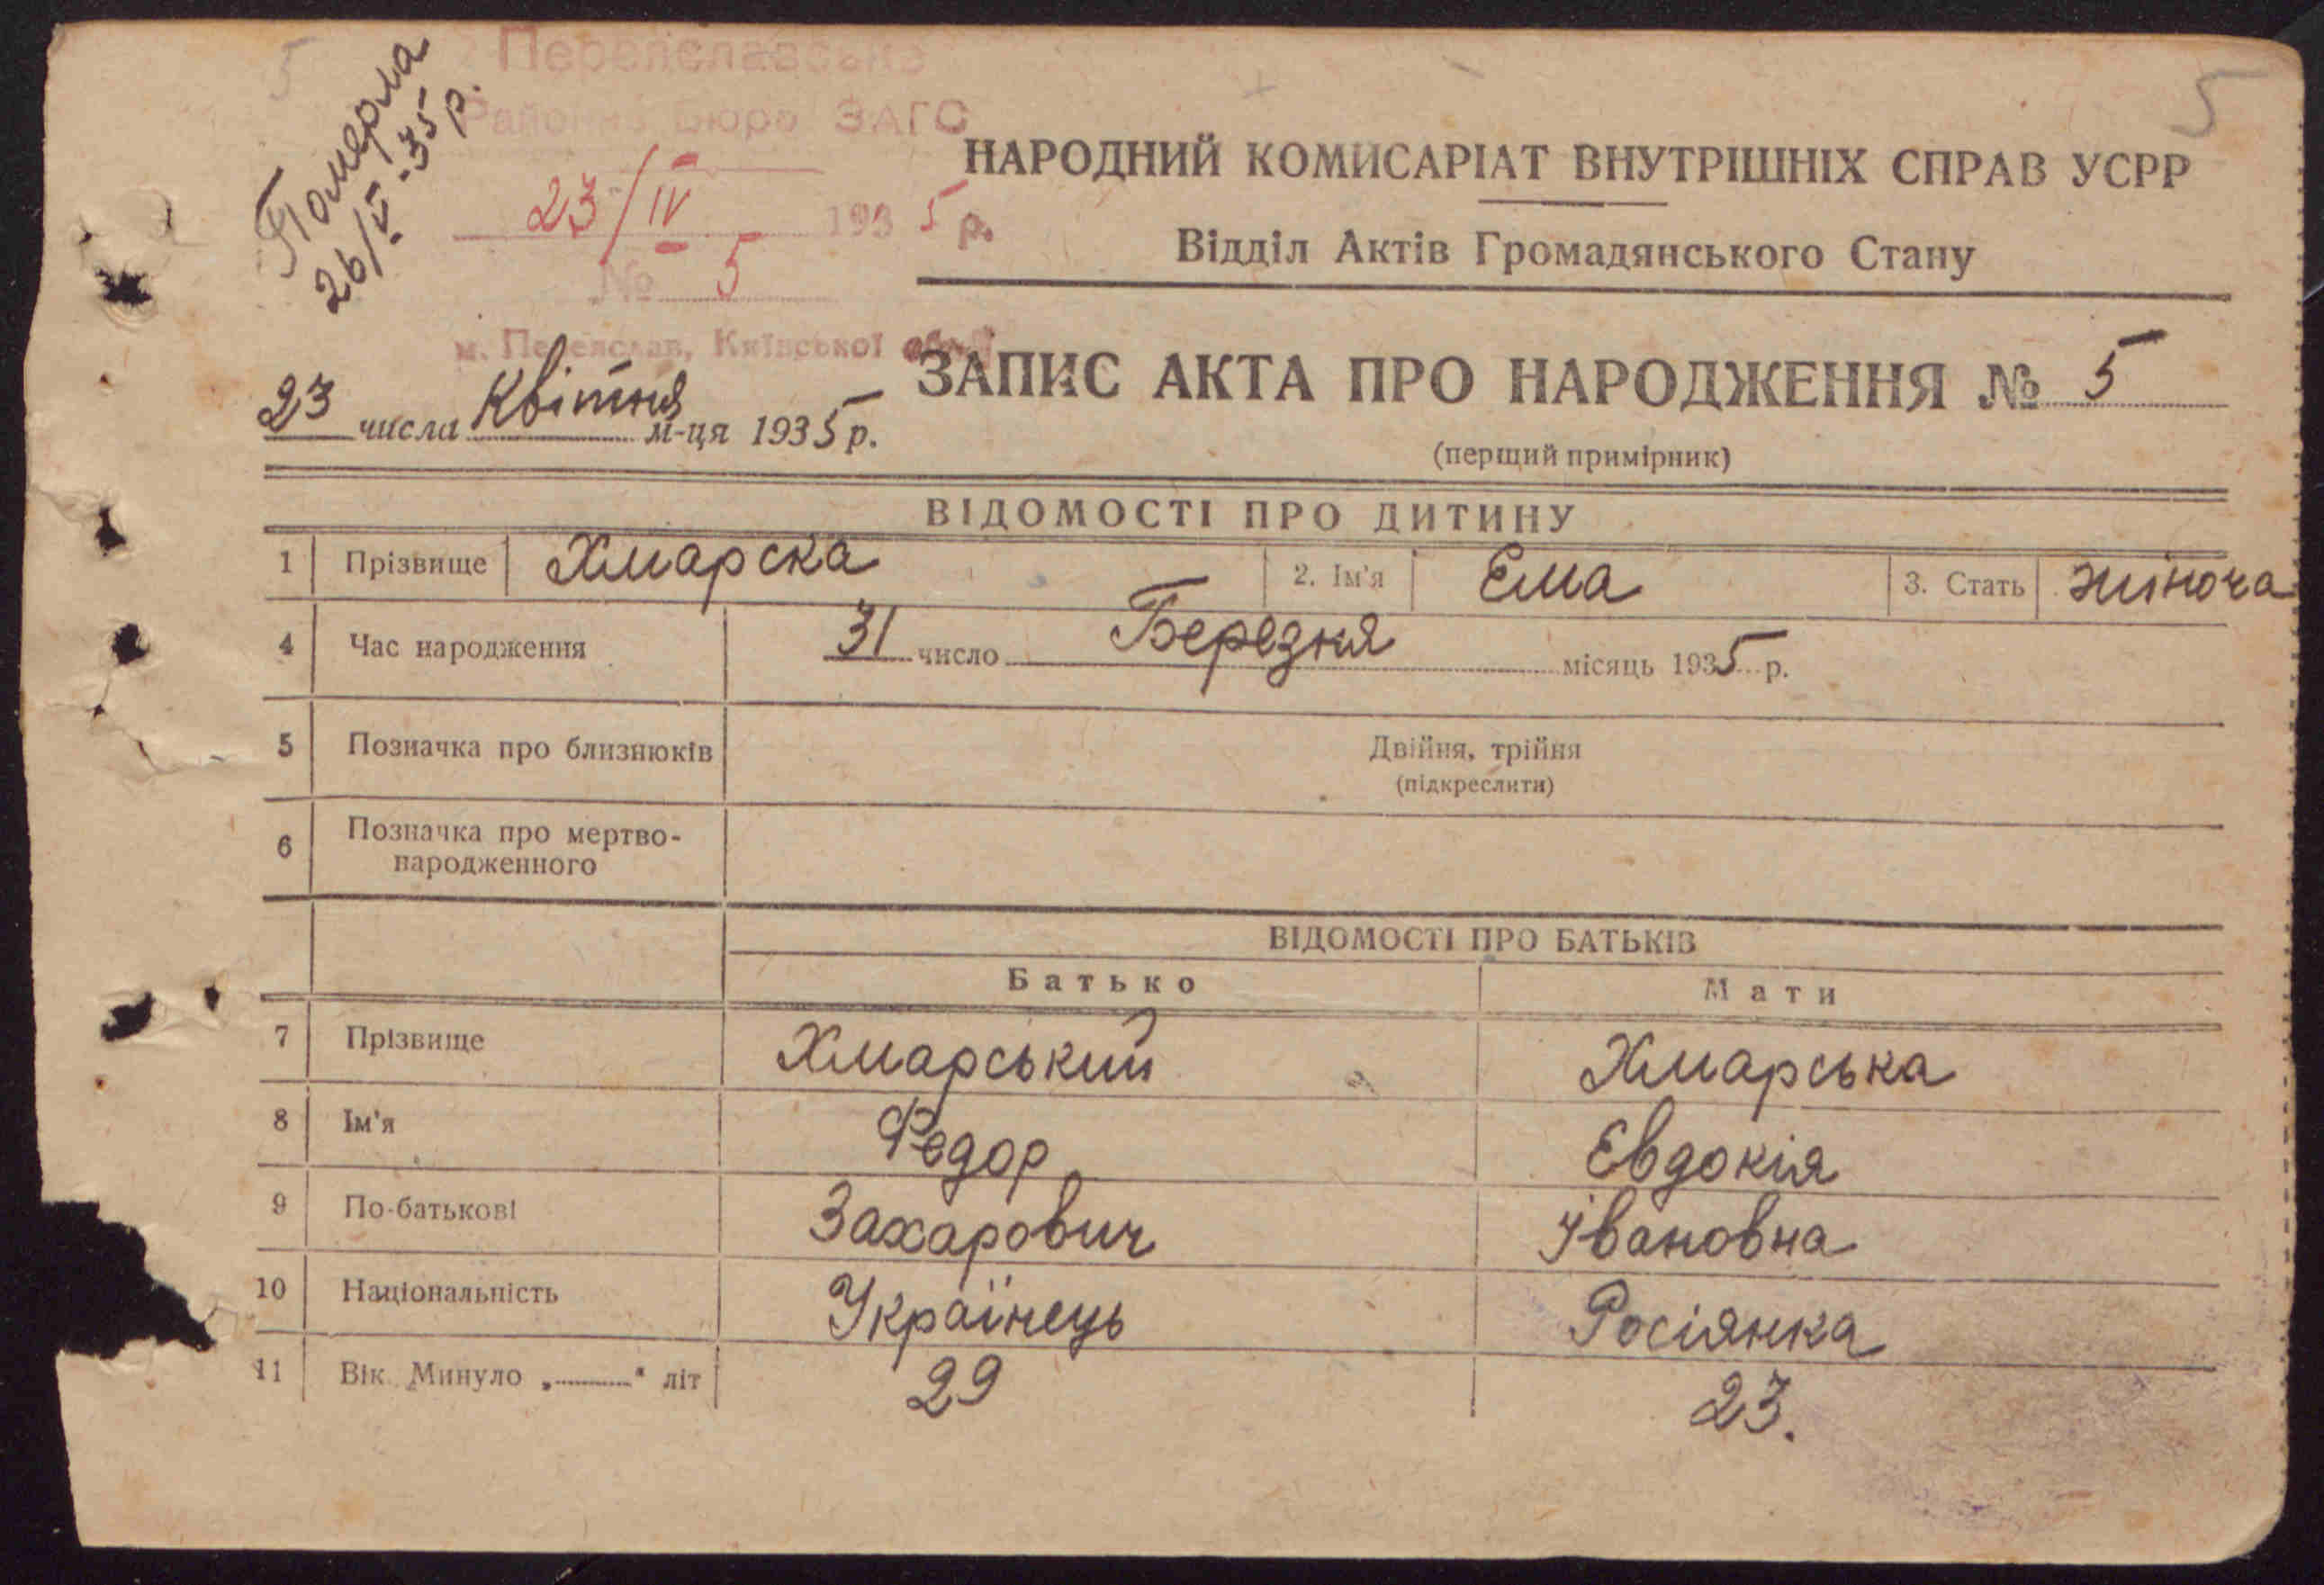 5
Померла
26/V-35 р.
Переяславське
Районне Бюро ЗАГС
23/IV 1935 р.
№ 5
м. Переяслав, Київської
5
НАРОДНИЙ КОМИСАРІАТ ВНУТРІШНІХ СПРАВ УСРР
Відділ Актів Громадянського Стану
ЗАПИС АКТА ПРО НАРОДЖЕННЯ № 5
23 числа Квітня м-ця 1935 р.
(перщий примірник)
ВІДОМОСТІ ПРО ДИТИНУ
1 Прізвище Хмарска 2. Ім'я Ема 3. Стать жіноча
4 Час народження 31 число Березня місяць 1935 р.
5 Позначка про близнюків Двійня, трійня
(підкреслити)
6 Позначка про мертво-
народженного
ВІДОМОСТІ ПРО БАТЬКІВ
Батько Мати
7 Прізвище Хмарський Хмарська
8 Ім'я Федор Евдокія
9 По-батькові Захарович Івановна
10 Національність Українець Росіянка
11 Вік Минуло „ " літ 29 23.